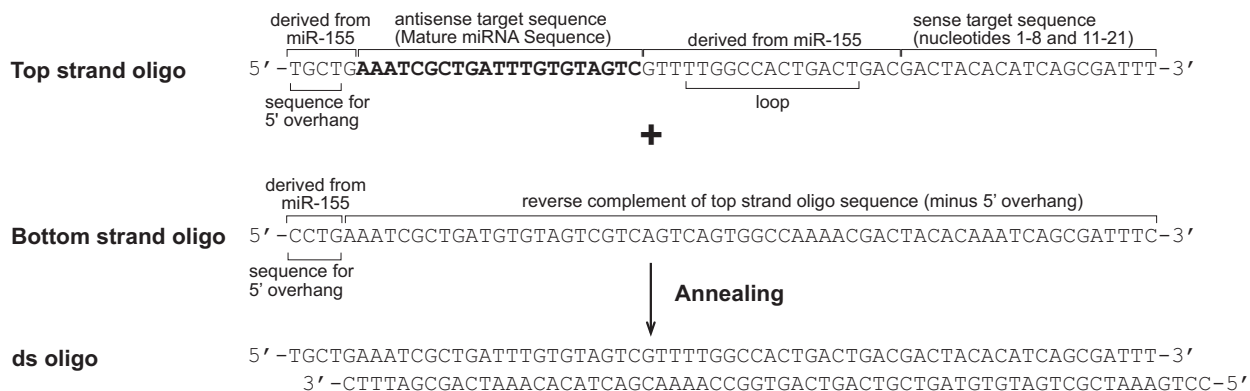 derived from
miR-155
antisense target sequence
(Mature miRNA Sequence)
derived from miR-155
sense target sequence
(nucleotides 1-8 and 11-21)
Top strand oligo 5′–TGCTGAAATCGCTGATTTGTGTAGTCGTTTTGGCCACTGACTGACGACTACACATCAGCGATTT–3′
sequence for
5' overhang
loop
+
derived from
miR-155
reverse complement of top strand oligo sequence (minus 5’ overhang)
Bottom strand oligo 5′–CCTGAAATCGCTGATGTGTAGTCGTCAGTCAGTGGCCAAAACGACTACACAAATCAGCGATTTC–3′
sequence for
5’ overhang
Annealing
ds oligo 5′–TGCTGAAATCGCTGATTTGTGTAGTCGTTTTGGCCACTGACTGACGACTACACATCAGCGATTT–3′
3′–CTTTAGCGACTAAACACATCAGCAAAACCGGTGACTGACTGCTGATGTGTAGTCGCTAAAGTCC–5′